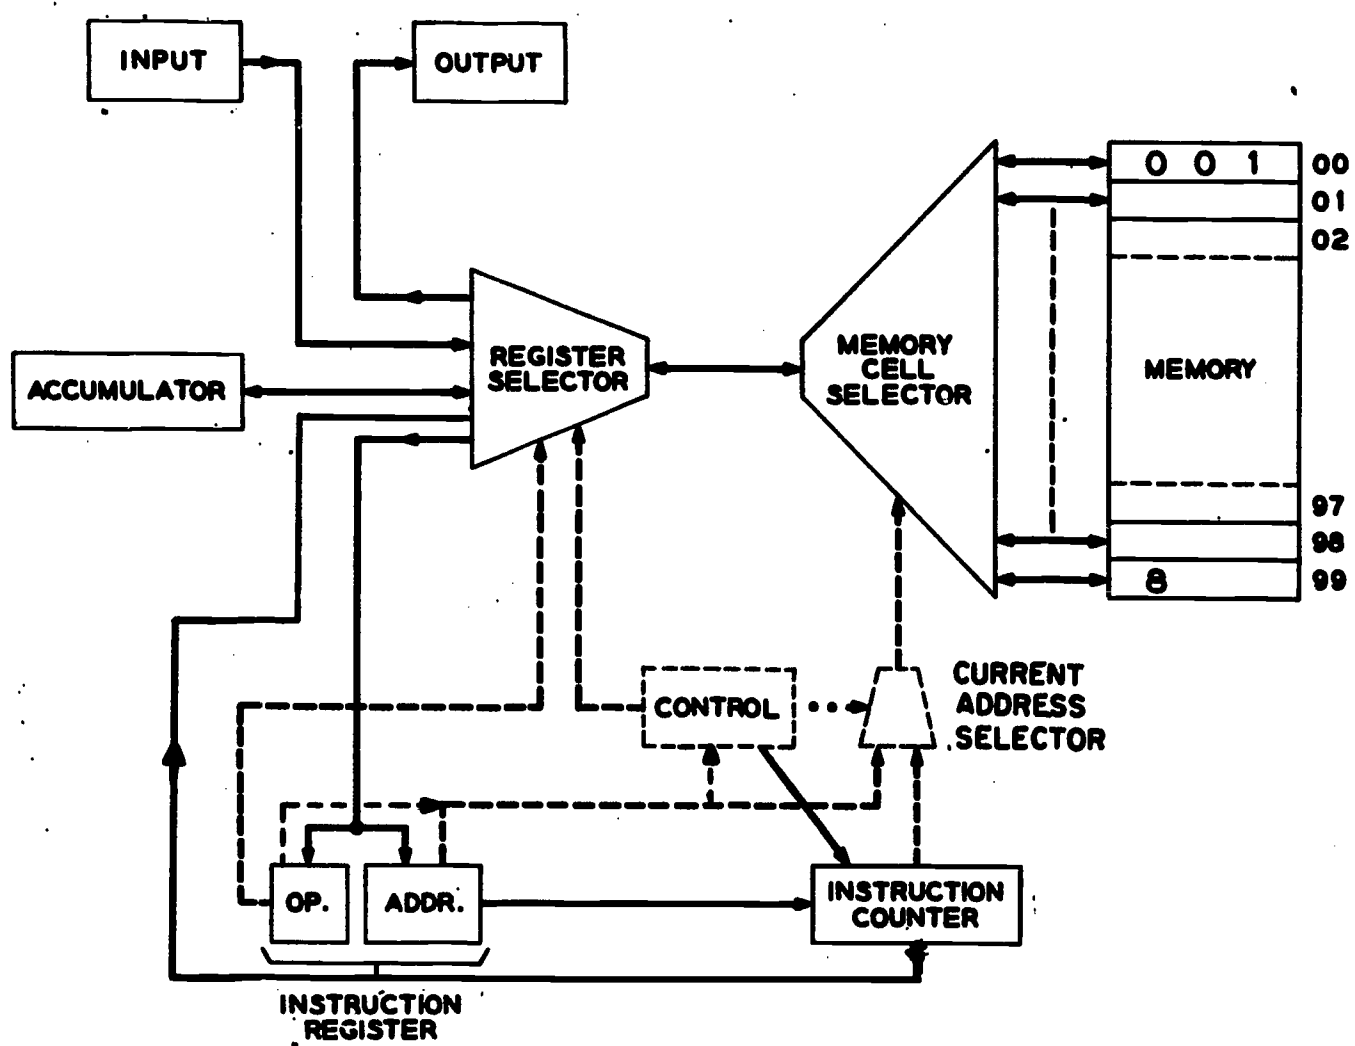 INPUT
OUTPUT
0 0 1 00
01
02
REGISTER
SELECTOR
MEMORY
CELL
SELECTOR
MEMORY
ACCUMULATOR
97
98
8 99
CONTROL
CURRENT
ADDRESS
SELECTOR
OP.
ADDR.
INSTRUCTION
COUNTER
INSTRUCTION
REGISTER